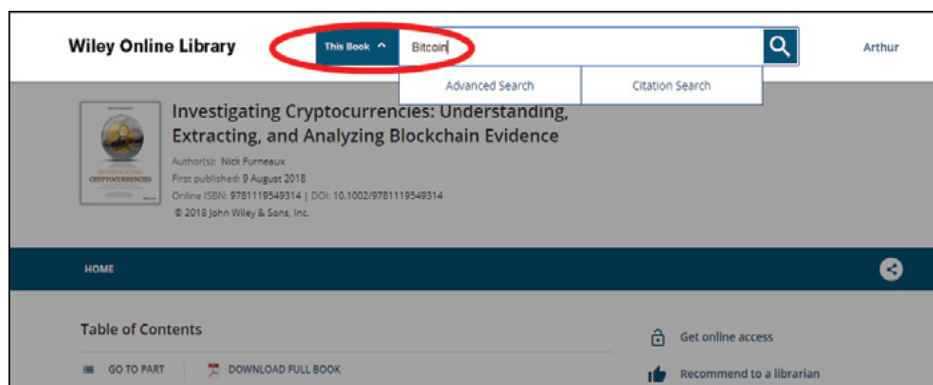 Wiley Online Library This Book Bitcoin Arthur
Advanced Search Citation Search
Investigating Cryptocurrencies: Understanding,
Extracting, and Analyzing Blockchain Evidence
Author(s): Nick Furneaux
First published: 9 August 2018
Online ISBN: 9781119549314 | DOI: 10.1002/9781119549314
© 2018 John Wiley & Sons, Inc.
INVESTIGATING
CRYPTOCURRENCIES
HOME
Table of Contents
Get online access
GO TO PART DOWNLOAD FULL BOOK
Recommend to a librarian